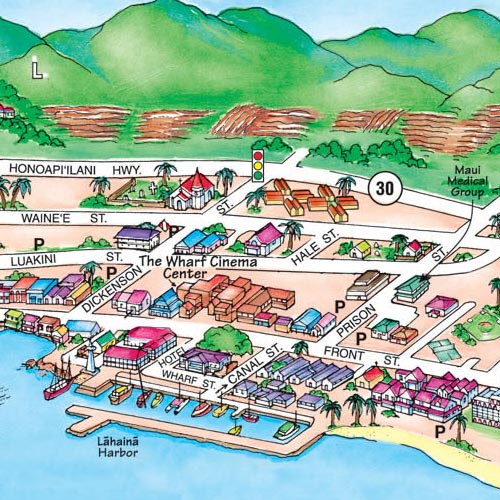 L
HONOAPI'ILANI HWY.
30
Maui
Medical
Group
WAINE'E ST.
ST.
P
P
LUAKINI ST.
HALE ST.
ST
The Wharf Cinema
Center
P
DICKENSON
P
PRISON
P
FRONT ST.
HOTEL
CANAL ST.
WHARF ST.
P
Lāhainā
Harbor